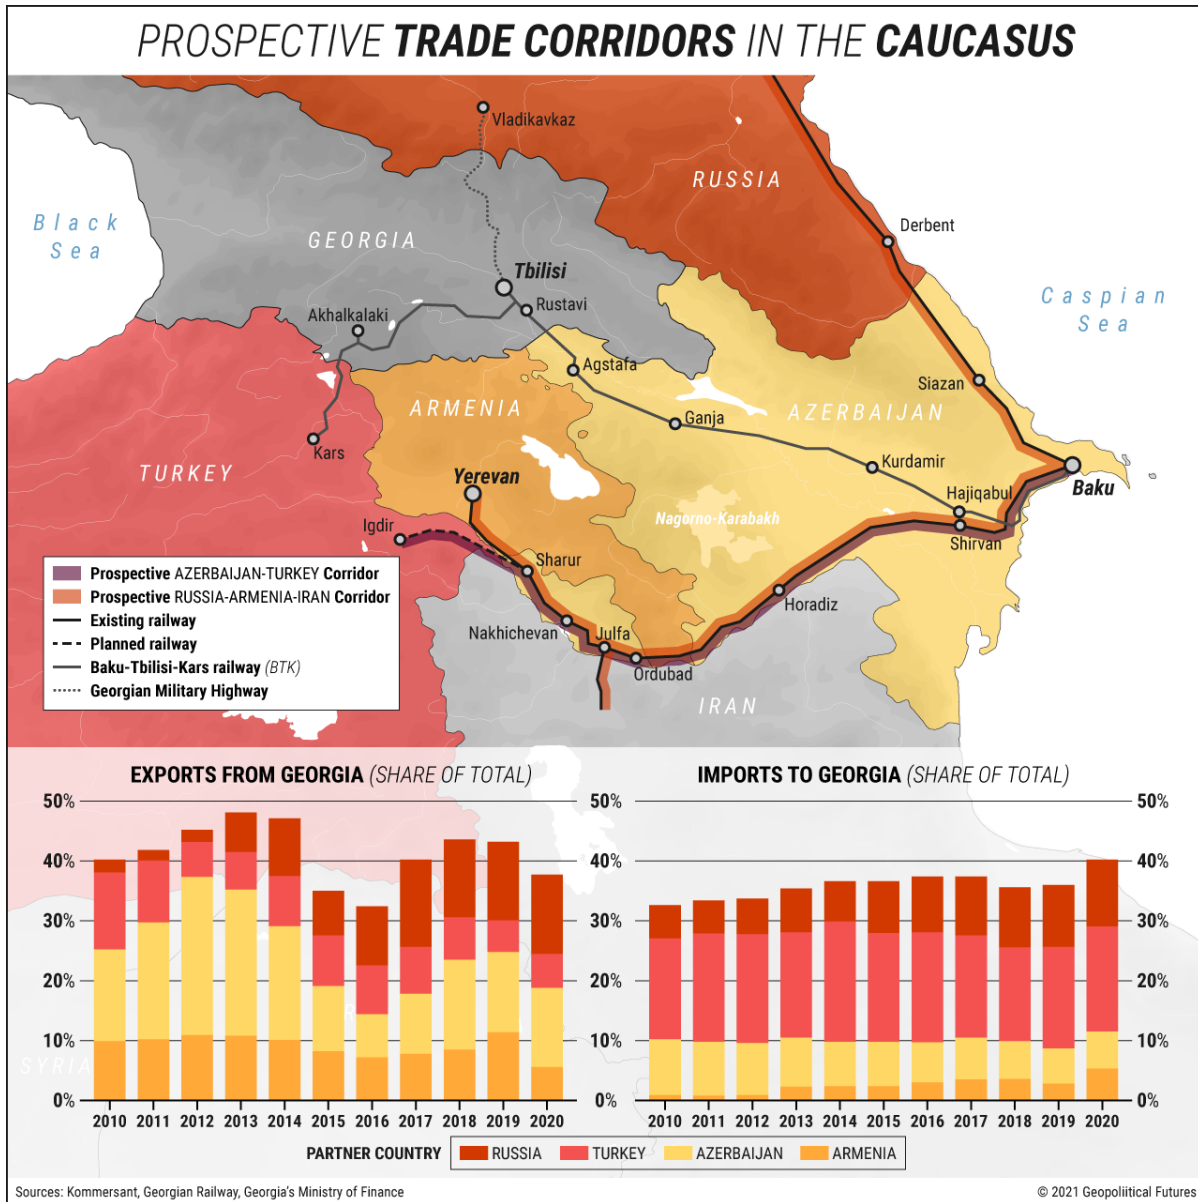 PROSPECTIVE TRADE CORRIDORS IN THE CAUCASUS
Vladikavkaz
RUSSIA
Black
Sea
GEORGIA
Derbent
Tbilisi
Caspian
Sea
Rustavi
Akhalkalaki
Agstafa
Siazan
ARMENIA
AZERBAIJAN
Ganja
Kars
TURKEY
Kurdamir
Yerevan
Baku
Hajiqabul
Nagorno-Karabakh
Igdir
Shirvan
Sharur
Horadiz
Nakhichevan
Julfa
Ordubad
IRAN
Prospective AZERBAIJAN-TURKEY Corridor
Prospective RUSSIA-ARMENIA-IRAN Corridor
Existing railway
Planned railway
Baku-Tbilisi-Kars railway (BTK)
Georgian Military Highway
EXPORTS FROM GEORGIA (SHARE OF TOTAL)
50%
40%
30%
20%
10%
0%
50%
40%
30%
20%
10%
0%
2010 2011 2012 2013 2014 2015 2016 2017 2018 2019 2020
SYRIA
IMPORTS TO GEORGIA (SHARE OF TOTAL)
50%
40%
30%
20%
10%
0%
2010 2011 2012 2013 2014 2015 2016 2017 2018 2019 2020
PARTNER COUNTRY RUSSIA TURKEY AZERBAIJAN ARMENIA
Sources: Kommersant, Georgian Railway, Georgia's Ministry of Finance
© 2021 Geopoliitical Futures